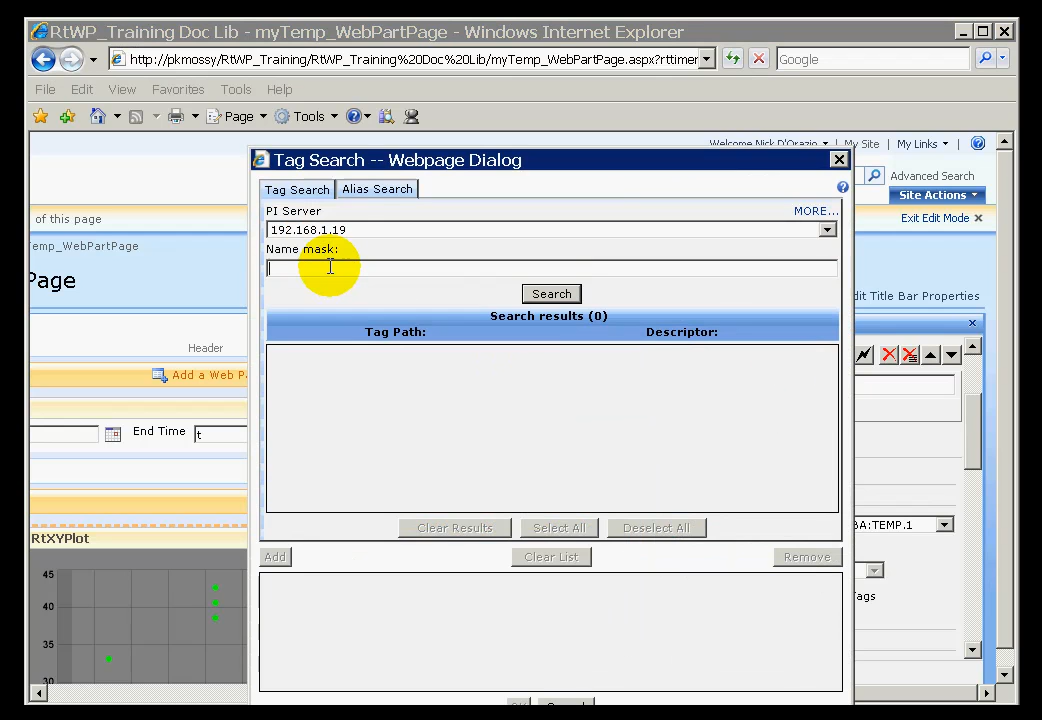 RtWP_Training Doc Lib - myTemp_WebPartPage - Windows Internet Explorer
http://pkmossy/RtWP_Training/RtWP_Training%20Doc%20Lib/myTemp_WebPartPage.aspx?rttimer
Google
File Edit View Favorites Tools Help
Page Tools
Welcome Nick D'Orazio My Site My Links
Advanced Search
Site Actions
of this page
Exit Edit Mode
Temp_WebPartPage
Page
dit Title Bar Properties
Header
Add a Web P
End Time t
BA:TEMP.1
Tags
RtXYPlot
45
40
35
30
Tag Search -- Webpage Dialog
Tag Search Alias Search
PI Server MORE...
192.168.1.19
Name mask:
Search
Search results (0)
Tag Path: Descriptor:
Clear Results Select All Deselect All
Add Clear List Remove